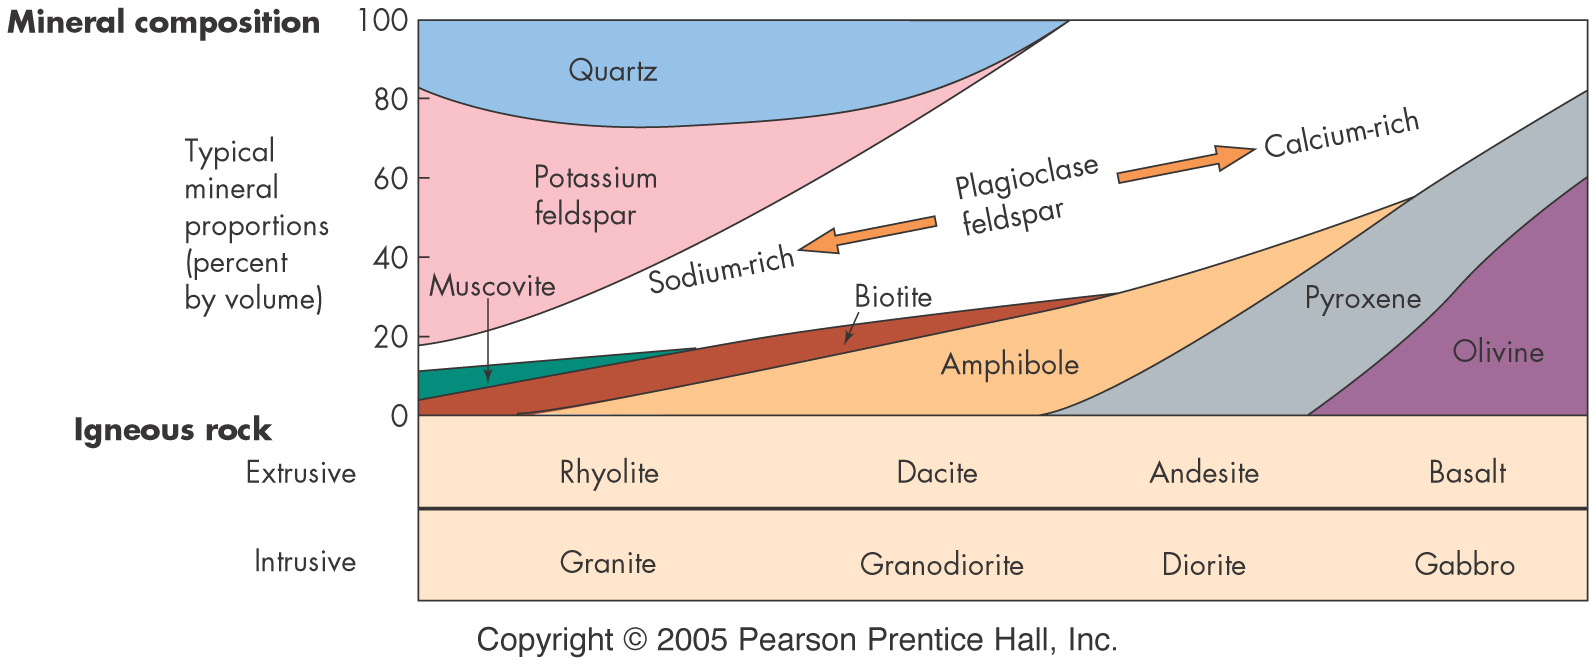 Mineral composition
100
80
60
40
20
0
Typical
mineral
proportions
(percent
by volume)
Quartz
Potassium
feldspar
Muscovite
Sodium-rich
Plagioclase
feldspar
Calcium-rich
Biotite
Amphibole
Pyroxene
Olivine
Igneous rock
Extrusive Rhyolite Dacite Andesite Basalt
Intrusive Granite Granodiorite Diorite Gabbro
Copyright © 2005 Pearson Prentice Hall, Inc.